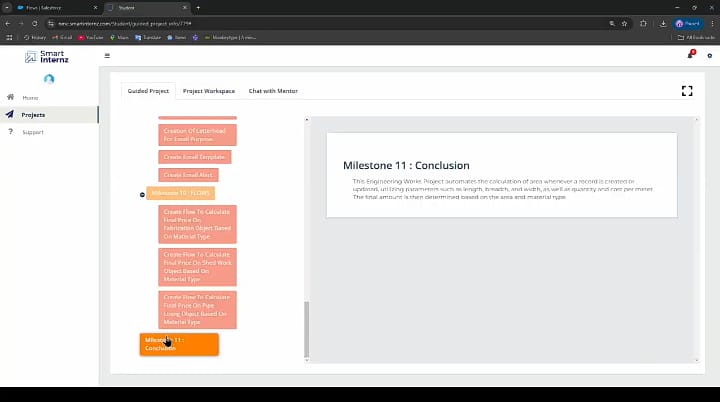 Flows | Salesforce
Student
nmc.smartinternz.com/Student/guided_project_info/779#
History
Gmail
YouTube
Maps
Translate
News
All Bookmarks
Smart
Internz
Home
Projects
Support
Guided Project
Project Workspace
Chat with Mentor
Creation Of Letterhead
For Email Purpose
Create Email Template
Create Email Alert
Milestone 10 : FLOWS
Create Flow To Calculate
Final Price On
Fabrication Object Based
On Material Type
Create Flow To Calculate
Final Price On Shed Work
Object Based On
Material Type
Create Flow To Calculate
Final Price On Pipe
Object Based On
Material Type
Milestone 11 :
Conclusion
Milestone 11 : Conclusion
This Engineering Works Project automates the calculation of area whenever a record is created or
updated, utilizing parameters such as length, breadth, and width, as well as quantity and cost per meter.
The final amount is then determined based on the area and material type